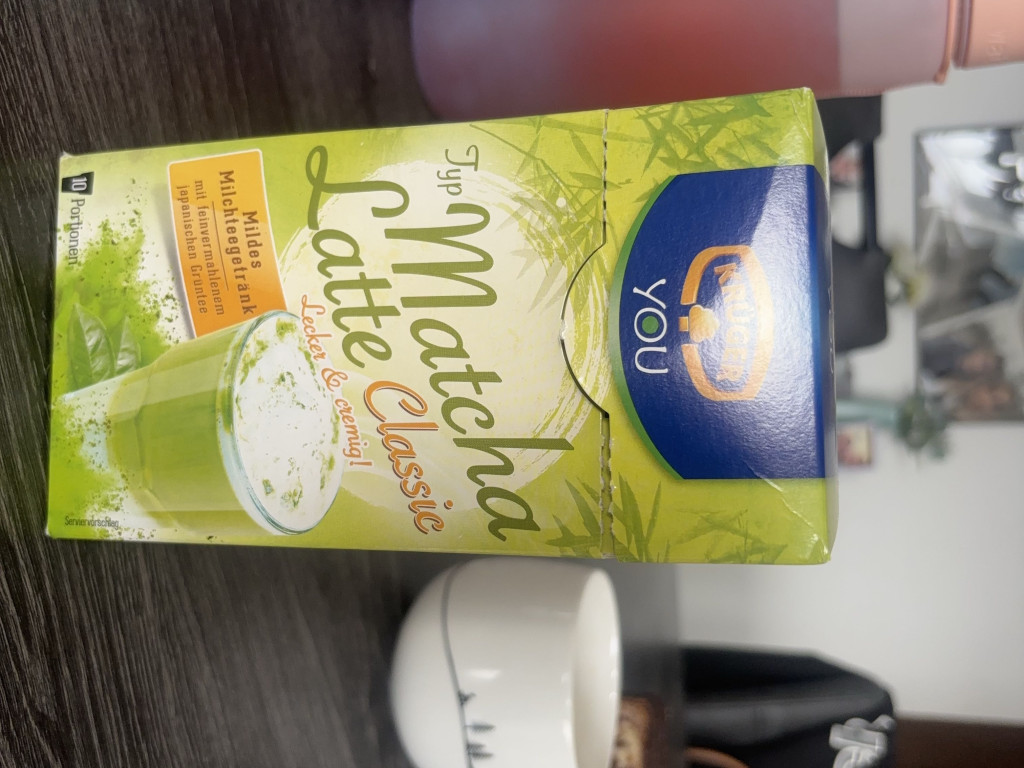 KRÜGER
YOU
Typ
Matcha
Latte Classic
Lecker & cremig!
Mildes
Milchteegetränk
mit feinvermahlenem
japanischen Grüntee
10 Portionen
Serviervorschlag